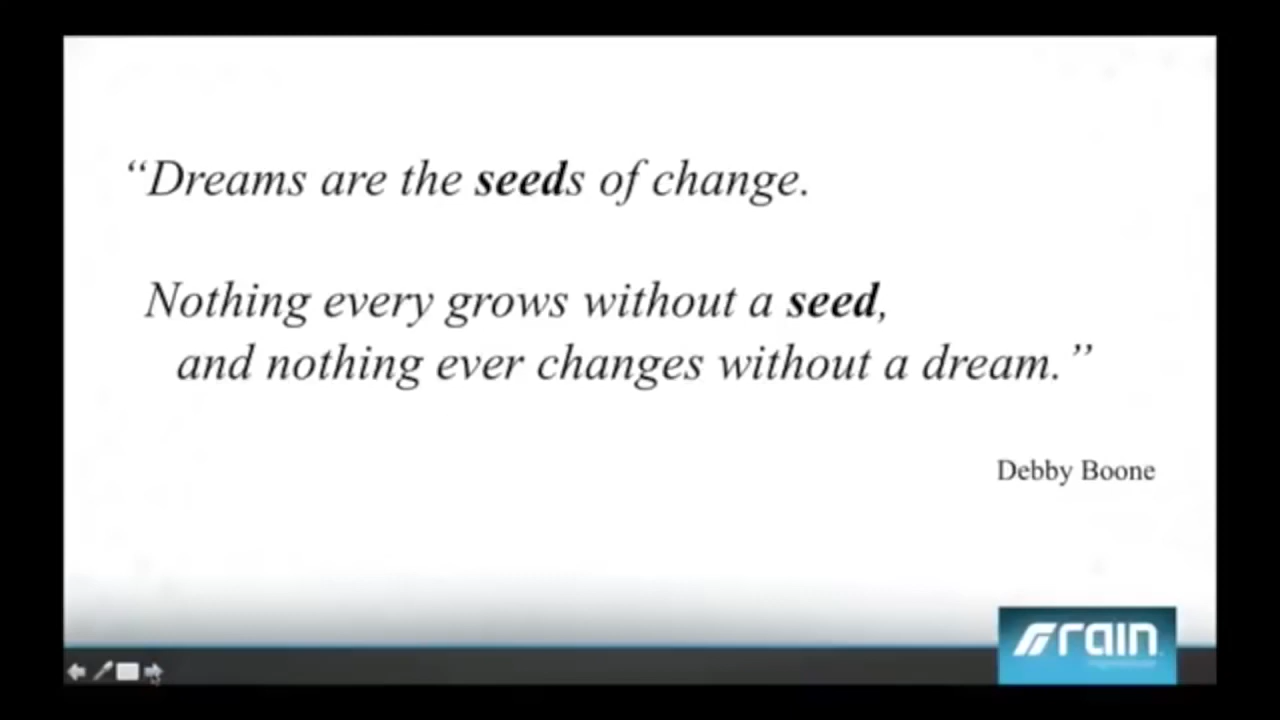 “Dreams are the seeds of change.
Nothing every grows without a seed,
and nothing ever changes without a dream.”
Debby Boone
rain